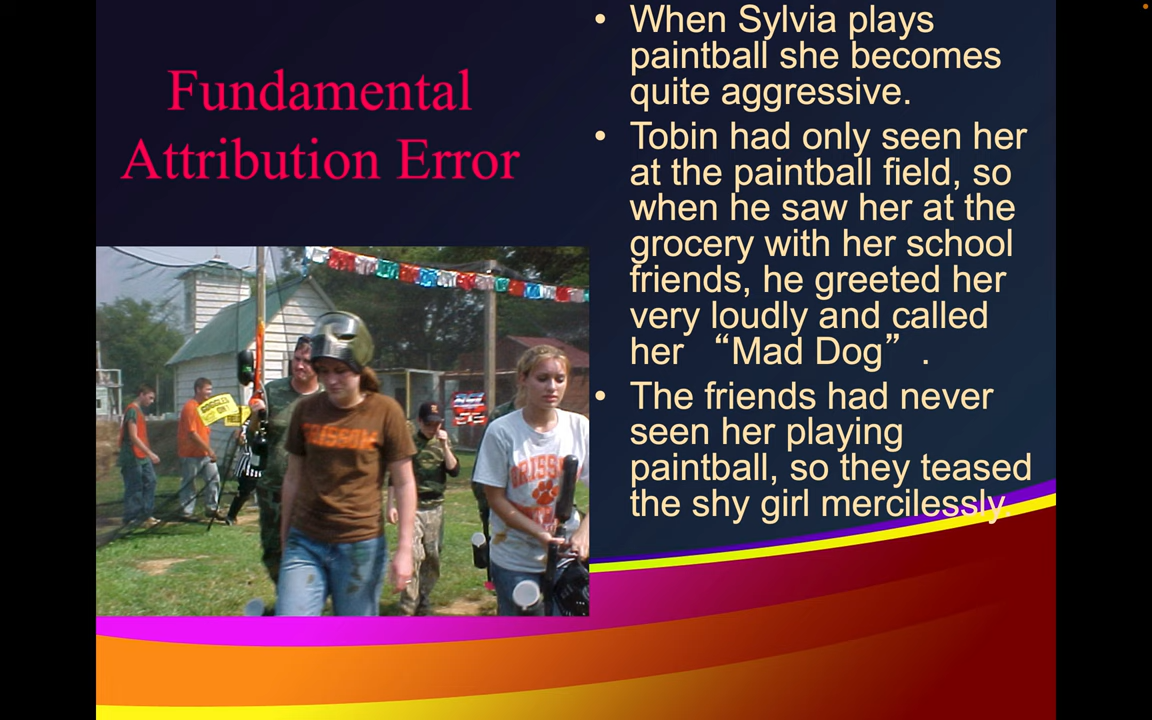 Fundamental
Attribution Error
• When Sylvia plays
paintball she becomes
quite aggressive.
• Tobin had only seen her
at the paintball field, so
when he saw her at the
grocery with her school
friends, he greeted her
very loudly and called
her “Mad Dog” .
• The friends had never
seen her playing
paintball, so they teased
the shy girl mercilessly.